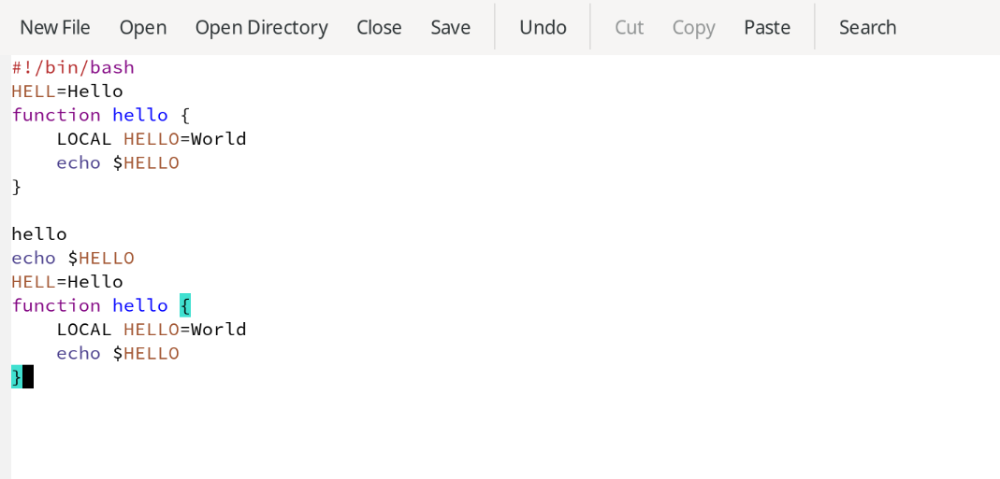 New File Open Open Directory Close Save Undo Cut Copy Paste Search
#!/bin/bash
HELL=Hello
function hello {
    LOCAL HELLO=World
    echo $HELLO
}

hello
echo $HELLO
HELL=Hello
function hello {
    LOCAL HELLO=World
    echo $HELLO
}